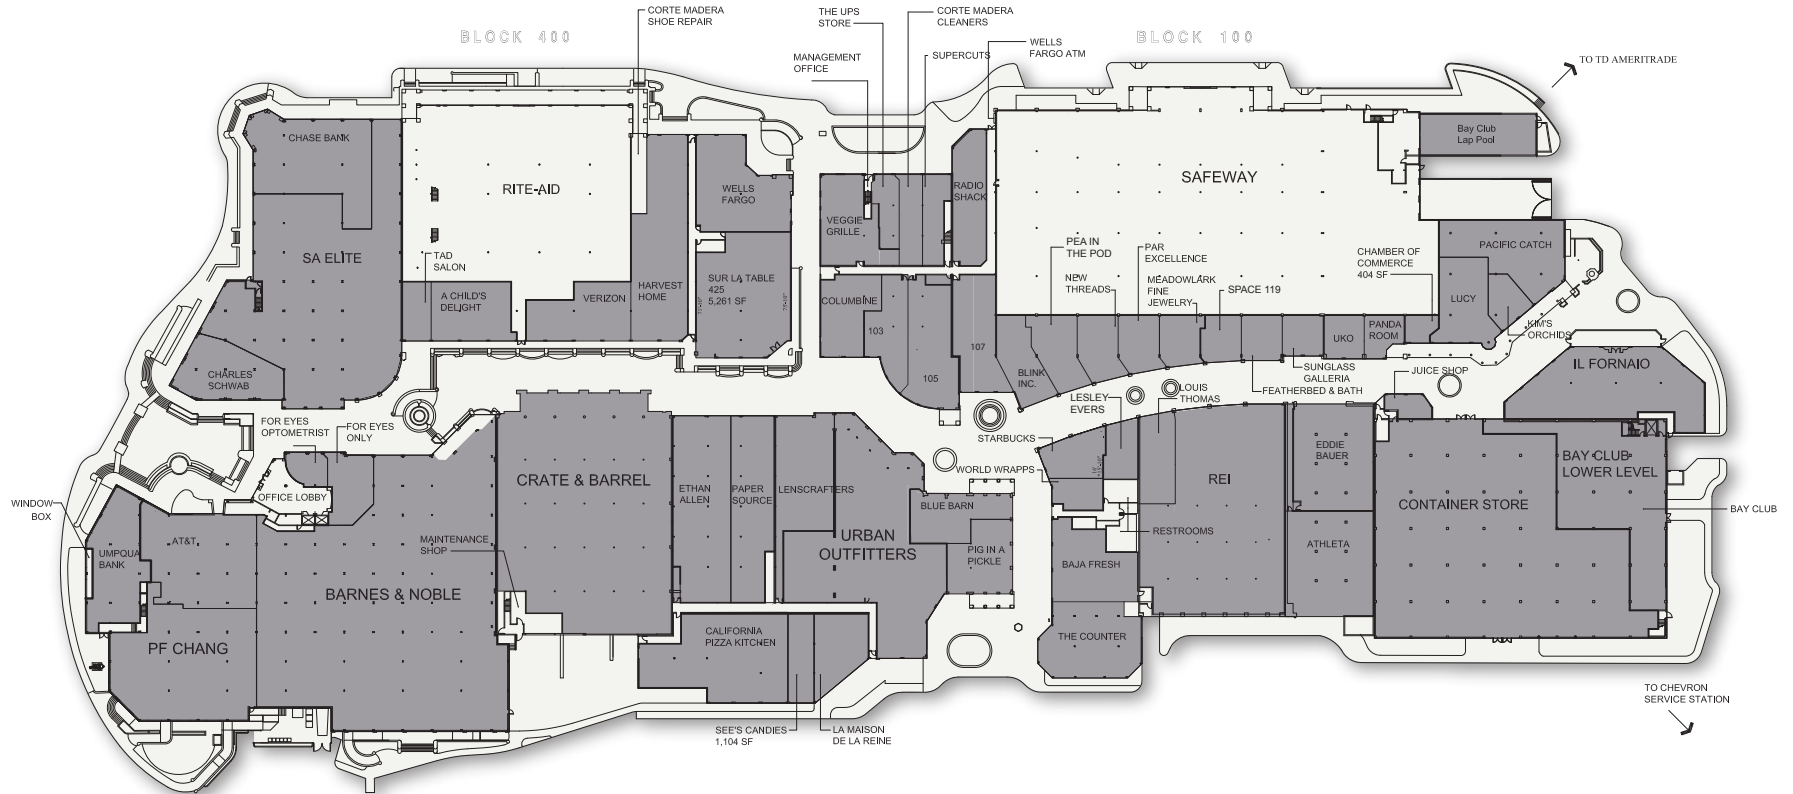 CORTE MADERA
SHOE REPAIR
THE UPS
STORE
CORTE MADERA
CLEANERS
BLOCK 400
BLOCK 100
MANAGEMENT
OFFICE
SUPERCUTS
WELLS
FARGO ATM
TO TD AMERITRADE
CHASE BANK
RITE-AID
WELLS
FARGO
VEGGIE
GRILLE
RADIO
SHACK
SAFEWAY
Bay Club
Lap Pool
SA ELITE
TAD
SALON
A CHILD'S
DELIGHT
VERIZON
HARVEST
HOME
SUR LA TABLE
425
5,261 SF
COLUMBINE
103
105
107
PEA IN
THE POD
NEW
THREADS
PAR
EXCELLENCE
MEADOWLARK
FINE
JEWELRY
SPACE 119
CHAMBER OF
COMMERCE
404 SF
PACIFIC CATCH
LUCY
KIM'S
ORCHIDS
UKO
PANDA
ROOM
BLINK
INC.
SUNGLASS
GALLERIA
FEATHERBED & BATH
JUICE SHOP
IL FORNAIO
CHARLES
SCHWAB
LESLEY
EVERS
LOUIS
THOMAS
FOR EYES
OPTOMETRIST
FOR EYES
ONLY
STARBUCKS
WORLD WRAPPS
EDDIE
BAUER
BAY CLUB
LOWER LEVEL
OFFICE LOBBY
CRATE & BARREL
ETHAN
ALLEN
PAPER
SOURCE
LENSCRAFTERS
REI
CONTAINER STORE
BAY CLUB
WINDOW
BOX
BLUE BARN
URBAN
OUTFITTERS
RESTROOMS
AT&T
MAINTENANCE
SHOP
UMPQUA
BANK
PIG IN A
PICKLE
BAJA FRESH
ATHLETA
BARNES & NOBLE
PF CHANG
CALIFORNIA
PIZZA KITCHEN
THE COUNTER
SEE'S CANDIES
1,104 SF
LA MAISON
DE LA REINE
TO CHEVRON
SERVICE STATION